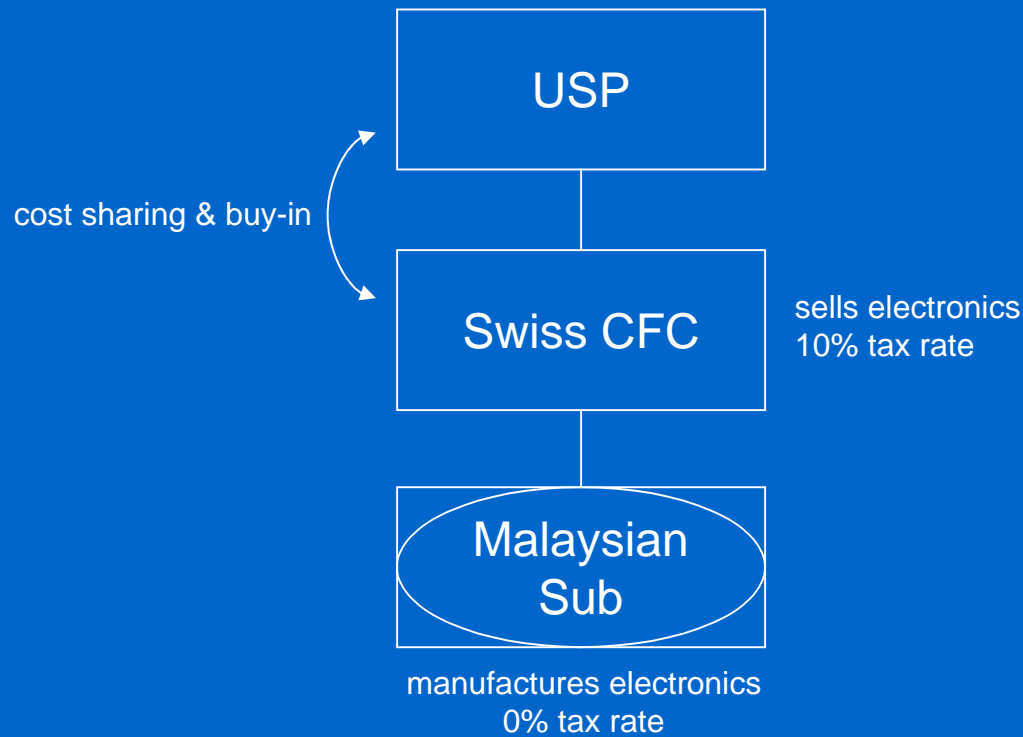 USP
cost sharing & buy-in
Swiss CFC
sells electronics
10% tax rate
Malaysian
Sub
manufactures electronics
0% tax rate